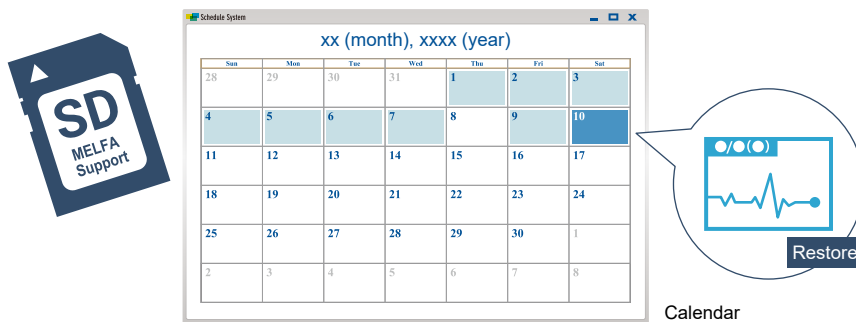 SD
MELFA
Support
Schedule System
xx (month), xxxx (year)
Sun Mon Tue Wed Thu Fri Sat
28 29 30 31 1 2 3
4 5 6 7 8 9 10
11 12 13 14 15 16 17
18 19 20 21 22 23 24
25 26 27 28 29 30 1
2 3 4 5 6 7 8
O/O(O)
Restore
Calendar